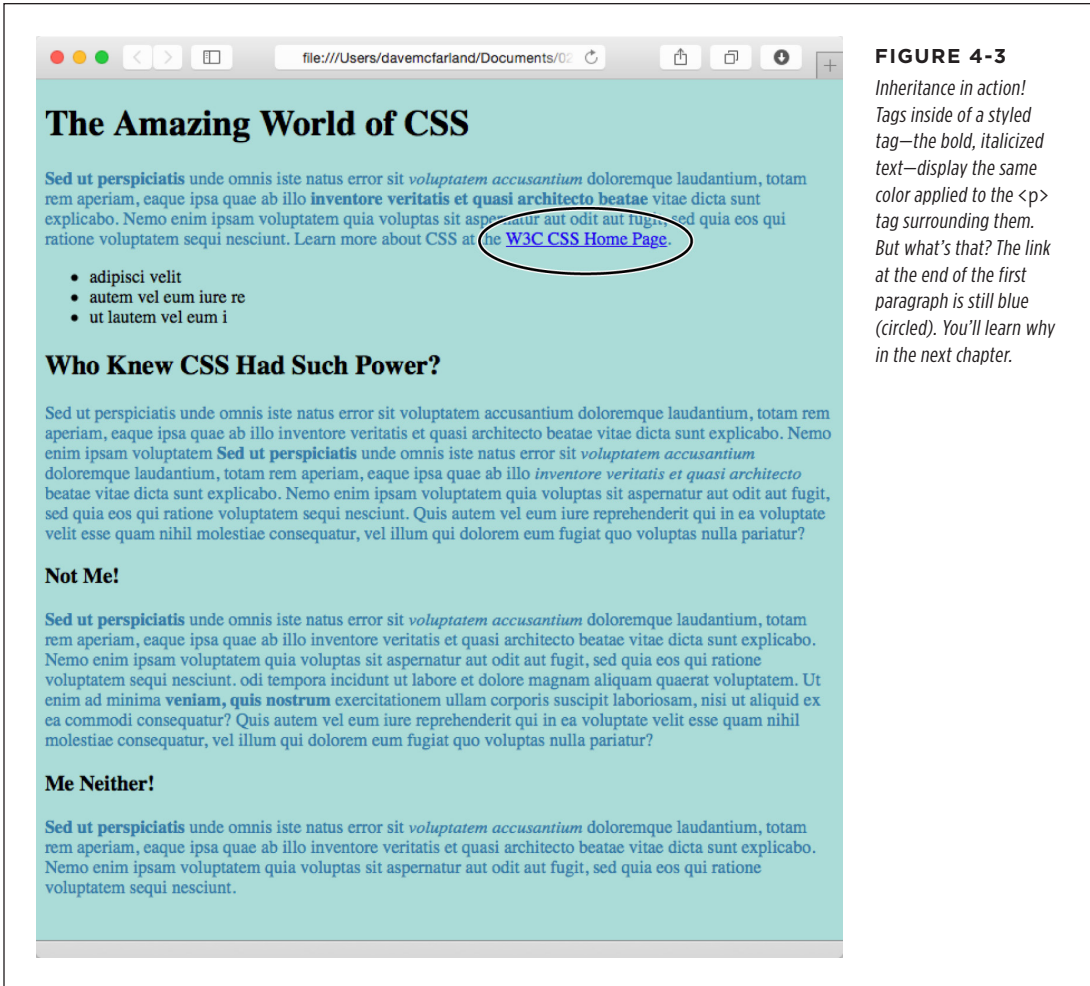 file:///Users/davemcfarland/Documents/02
The Amazing World of CSS
Sed ut perspiciatis unde omnis iste natus error sit voluptatem accusantium doloremque laudantium, totam
rem aperiam, eaque ipsa quae ab illo inventore veritatis et quasi architecto beatae vitae dicta sunt
explicabo. Nemo enim ipsam voluptatem quia voluptas sit aspernatur aut odit aut fugit, sed quia eos qui
ratione voluptatem sequi nesciunt. Learn more about CSS at the W3C CSS Home Page.
• adipisci velit
• autem vel eum iure re
• ut lautem vel eum i
Who Knew CSS Had Such Power?
Sed ut perspiciatis unde omnis iste natus error sit voluptatem accusantium doloremque laudantium, totam rem
aperiam, eaque ipsa quae ab illo inventore veritatis et quasi architecto beatae vitae dicta sunt explicabo. Nemo
enim ipsam voluptatem Sed ut perspiciatis unde omnis iste natus error sit voluptatem accusantium
doloremque laudantium, totam rem aperiam, eaque ipsa quae ab illo inventore veritatis et quasi architecto
beatae vitae dicta sunt explicabo. Nemo enim ipsam voluptatem quia voluptas sit aspernatur aut odit aut fugit,
sed quia eos qui ratione voluptatem sequi nesciunt. Quis autem vel eum iure reprehenderit qui in ea voluptate
velit esse quam nihil molestiae consequatur, vel illum qui dolorem eum fugiat quo voluptas nulla pariatur?
Not Me!
Sed ut perspiciatis unde omnis iste natus error sit voluptatem accusantium doloremque laudantium, totam
rem aperiam, eaque ipsa quae ab illo inventore veritatis et quasi architecto beatae vitae dicta sunt explicabo.
Nemo enim ipsam voluptatem quia voluptas sit aspernatur aut odit aut fugit, sed quia eos qui ratione
voluptatem sequi nesciunt. odi tempora incidunt ut labore et dolore magnam aliquam quaerat voluptatem. Ut
enim ad minima veniam, quis nostrum exercitationem ullam corporis suscipit laboriosam, nisi ut aliquid ex
ea commodi consequatur? Quis autem vel eum iure reprehenderit qui in ea voluptate velit esse quam nihil
molestiae consequatur, vel illum qui dolorem eum fugiat quo voluptas nulla pariatur?
Me Neither!
Sed ut perspiciatis unde omnis iste natus error sit voluptatem accusantium doloremque laudantium, totam
rem aperiam, eaque ipsa quae ab illo inventore veritatis et quasi architecto beatae vitae dicta sunt explicabo.
Nemo enim ipsam voluptatem quia voluptas sit aspernatur aut odit aut fugit, sed quia eos qui ratione
voluptatem sequi nesciunt.
FIGURE 4-3
Inheritance in action!
Tags inside of a styled
tag—the bold, italicized
text—display the same
color applied to the <p>
tag surrounding them.
But what's that? The link
at the end of the first
paragraph is still blue
(circled). You'll learn why
in the next chapter.